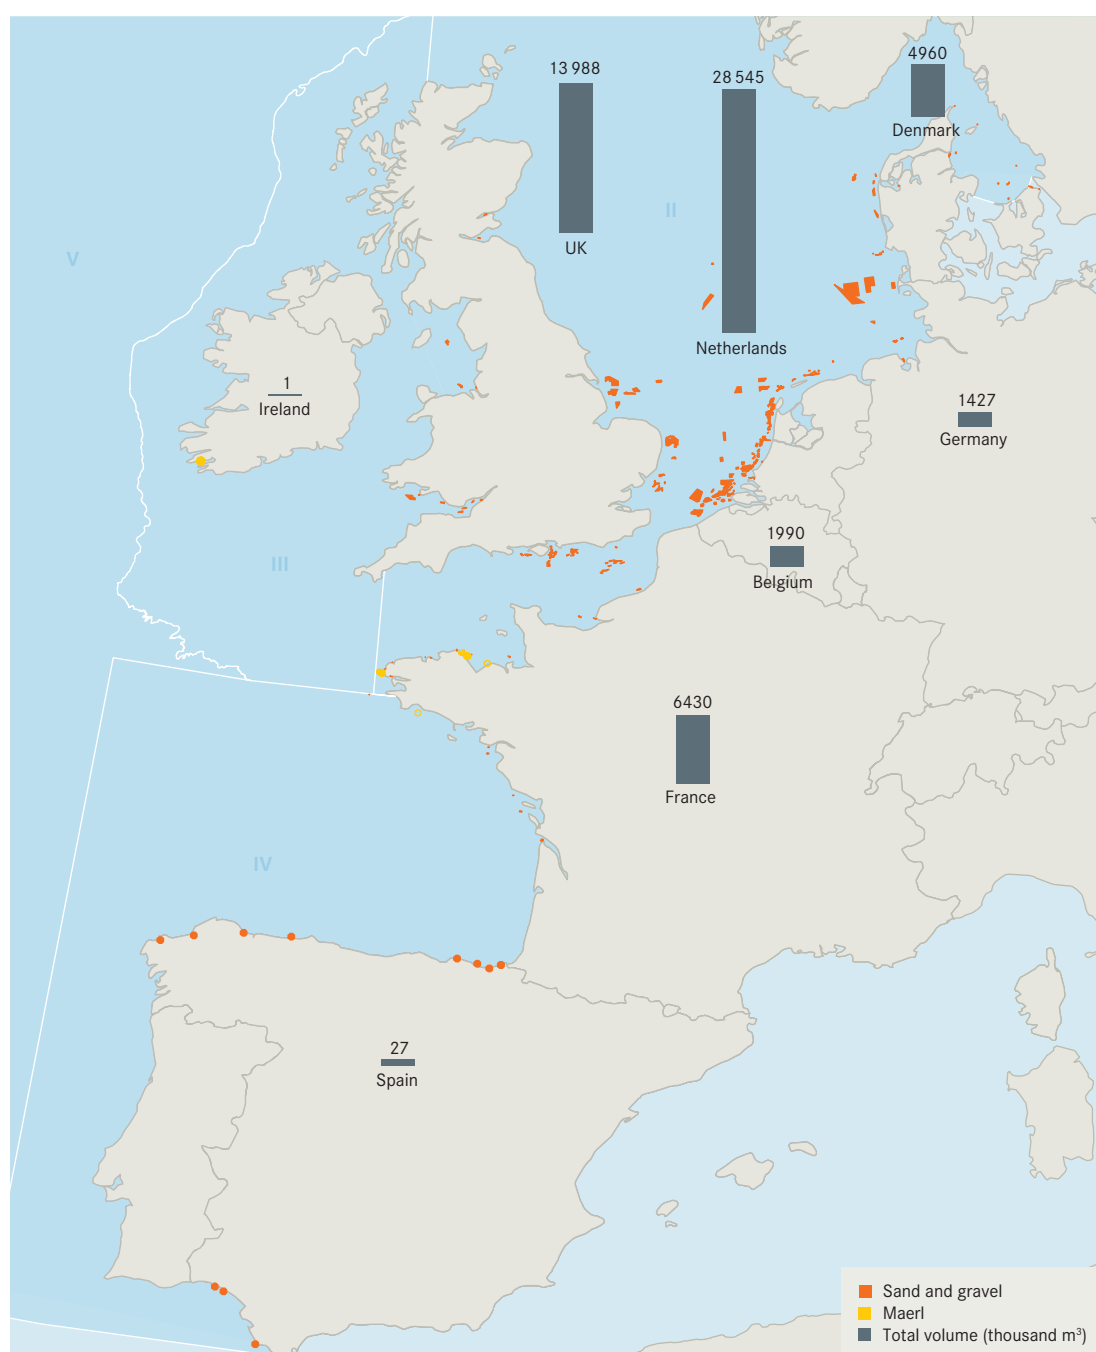 4960
Denmark
13 988
UK
28 545
Netherlands
II
V
1
Ireland
1427
Germany
1990
Belgium
III
6430
France
IV
27
Spain
Sand and gravel
Maerl
Total volume (thousand m³)